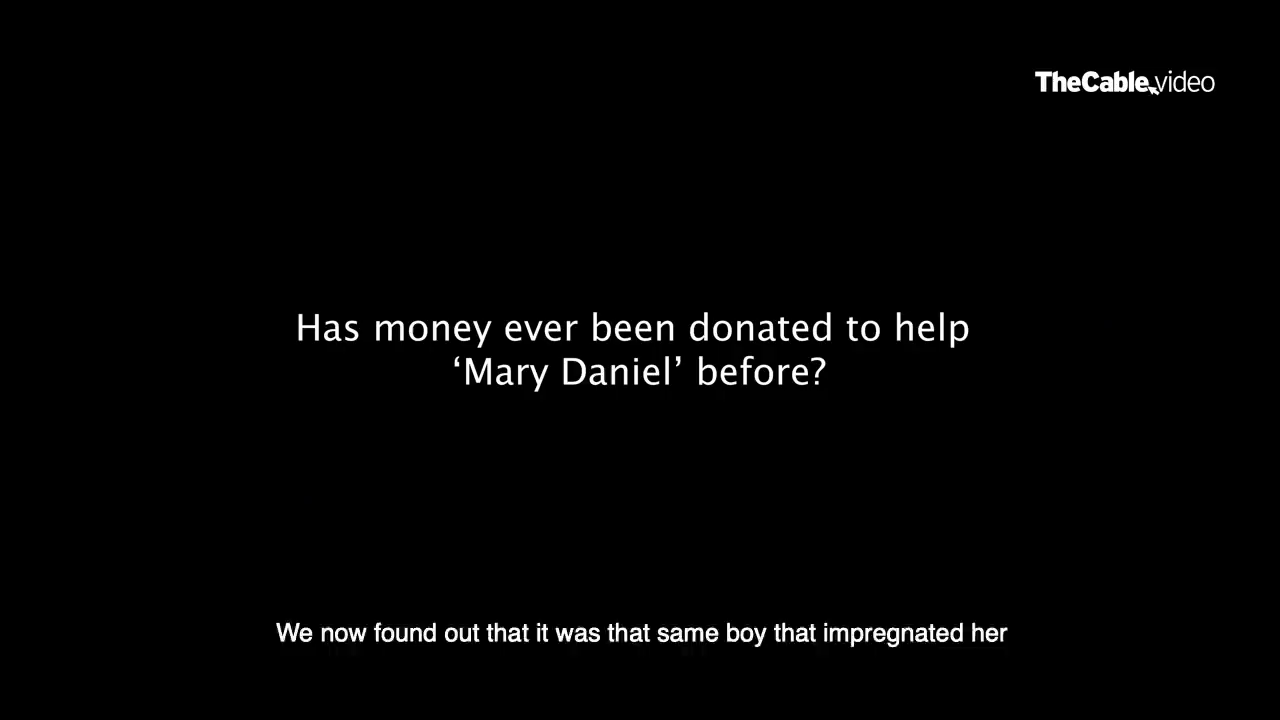 TheCable.video
Has money ever been donated to help
‘Mary Daniel’ before?
We now found out that it was that same boy that impregnated her